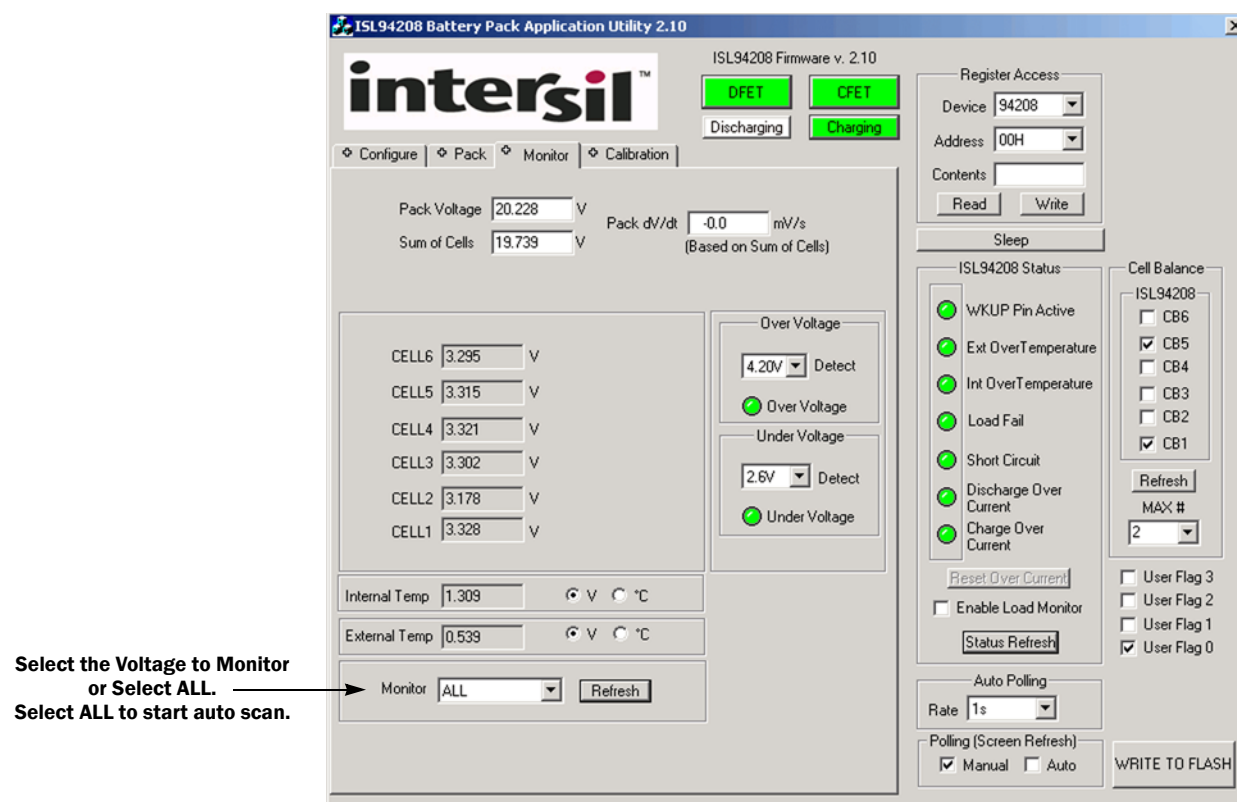 ISL94208 Battery Pack Application Utility 2.10
intersil™
ISL94208 Firmware v. 2.10
DFET CFET
Discharging Charging
Configure Pack Monitor Calibration
Pack Voltage 20.228 V
Sum of Cells 19.739 V
Pack dV/dt -0.0 mV/s
(Based on Sum of Cells)
CELL6 3.295 V
CELL5 3.315 V
CELL4 3.321 V
CELL3 3.302 V
CELL2 3.178 V
CELL1 3.328 V
Over Voltage
4.20V Detect
Over Voltage
Under Voltage
2.6V Detect
Under Voltage
Internal Temp 1.309 V °C
External Temp 0.539 V °C
Monitor ALL Refresh
Select the Voltage to Monitor
or Select ALL.
Select ALL to start auto scan.
Register Access
Device 94208
Address 00H
Contents
Read Write
Sleep
ISL94208 Status
WKUP Pin Active
Ext OverTemperature
Int OverTemperature
Load Fail
Short Circuit
Discharge Over
Current
Charge Over
Current
Reset Over Current
Enable Load Monitor
Status Refresh
Cell Balance
ISL94208
CB6
CB5
CB4
CB3
CB2
CB1
Refresh
MAX #
2
User Flag 3
User Flag 2
User Flag 1
User Flag 0
Auto Polling
Rate 1s
Polling (Screen Refresh)
Manual Auto
WRITE TO FLASH